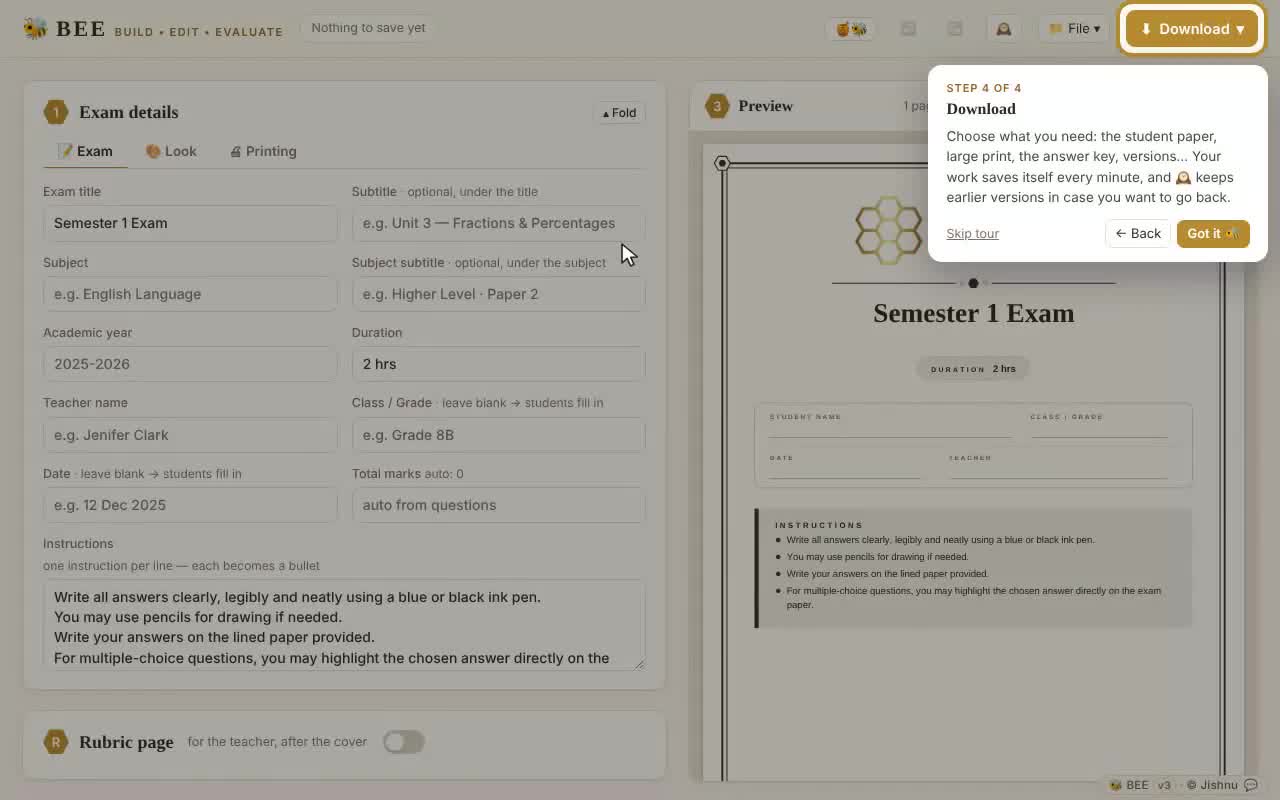 BEE BUILD • EDIT • EVALUATE
Nothing to save yet
File ▾
Download ▾
STEP 4 OF 4
Download
Choose what you need: the student paper,
large print, the answer key, versions… Your
work saves itself every minute, and 🕰 keeps
earlier versions in case you want to go back.
Skip tour
← Back
Got it 🐝
1 Exam details
▴ Fold
Exam
Look
Printing
Exam title
Semester 1 Exam
Subtitle · optional, under the title
e.g. Unit 3 — Fractions & Percentages
Subject
e.g. English Language
Subject subtitle · optional, under the subject
e.g. Higher Level · Paper 2
Academic year
2025-2026
Duration
2 hrs
Teacher name
e.g. Jenifer Clark
Class / Grade · leave blank → students fill in
e.g. Grade 8B
Date · leave blank → students fill in
e.g. 12 Dec 2025
Total marks auto: 0
auto from questions
Instructions
one instruction per line — each becomes a bullet
Write all answers clearly, legibly and neatly using a blue or black ink pen.
You may use pencils for drawing if needed.
Write your answers on the lined paper provided.
For multiple-choice questions, you may highlight the chosen answer directly on the
R Rubric page for the teacher, after the cover
3 Preview
Semester 1 Exam
DURATION 2 hrs
STUDENT NAME
CLASS / GRADE
DATE
TEACHER
INSTRUCTIONS
• Write all answers clearly, legibly and neatly using a blue or black ink pen.
• You may use pencils for drawing if needed.
• Write your answers on the lined paper provided.
• For multiple-choice questions, you may highlight the chosen answer directly on the exam
paper.
BEE v3 · © Jishnu